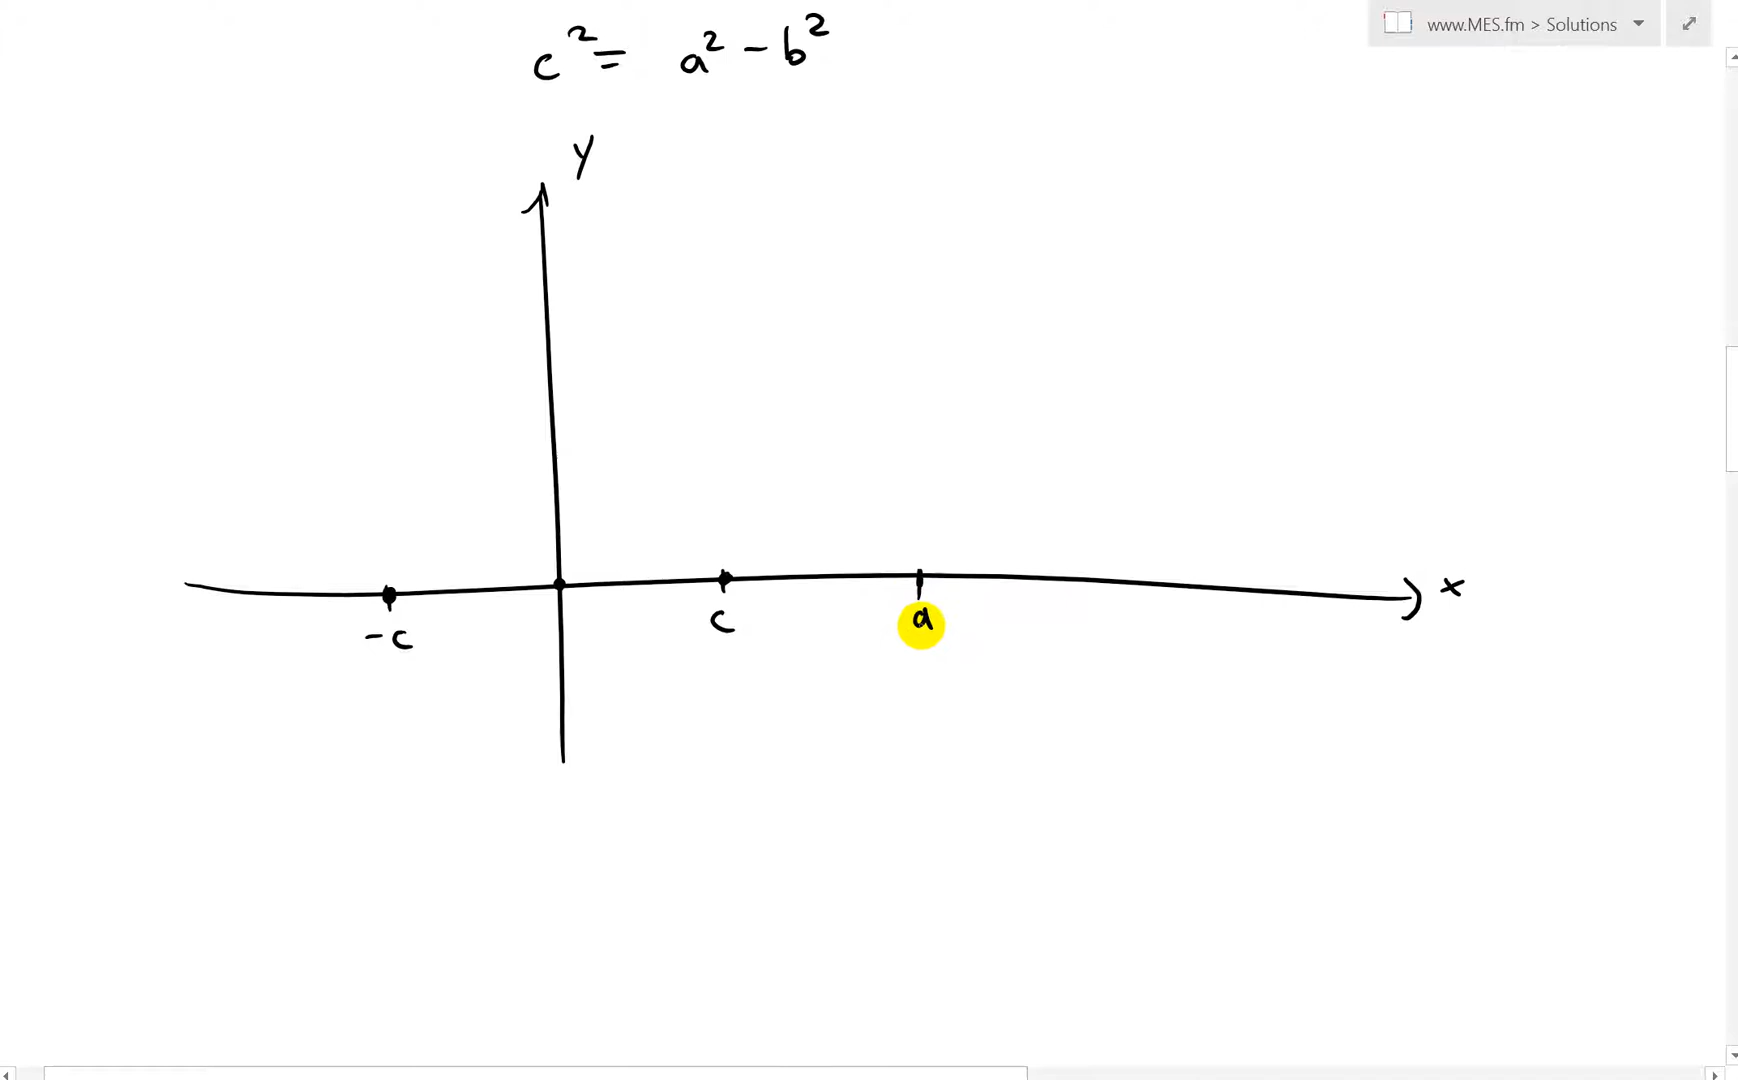 www.MES.fm > Solutions
c² = a² - b²
y
x
-c
c
a